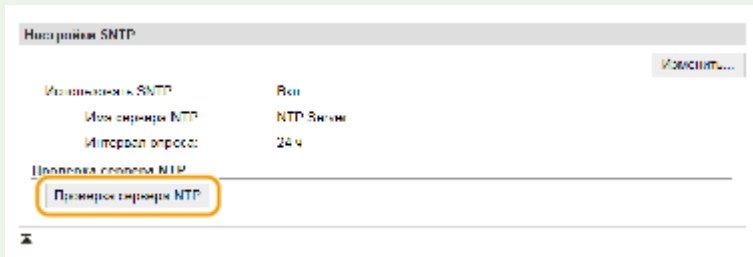 Настройки SNTP
Изменить...
Использовать SNTP Вкл
Имя сервера NTP NTP Server
Интервал опроса: 24 ч
Проверка сервера NTP
Проверка сервера NTP